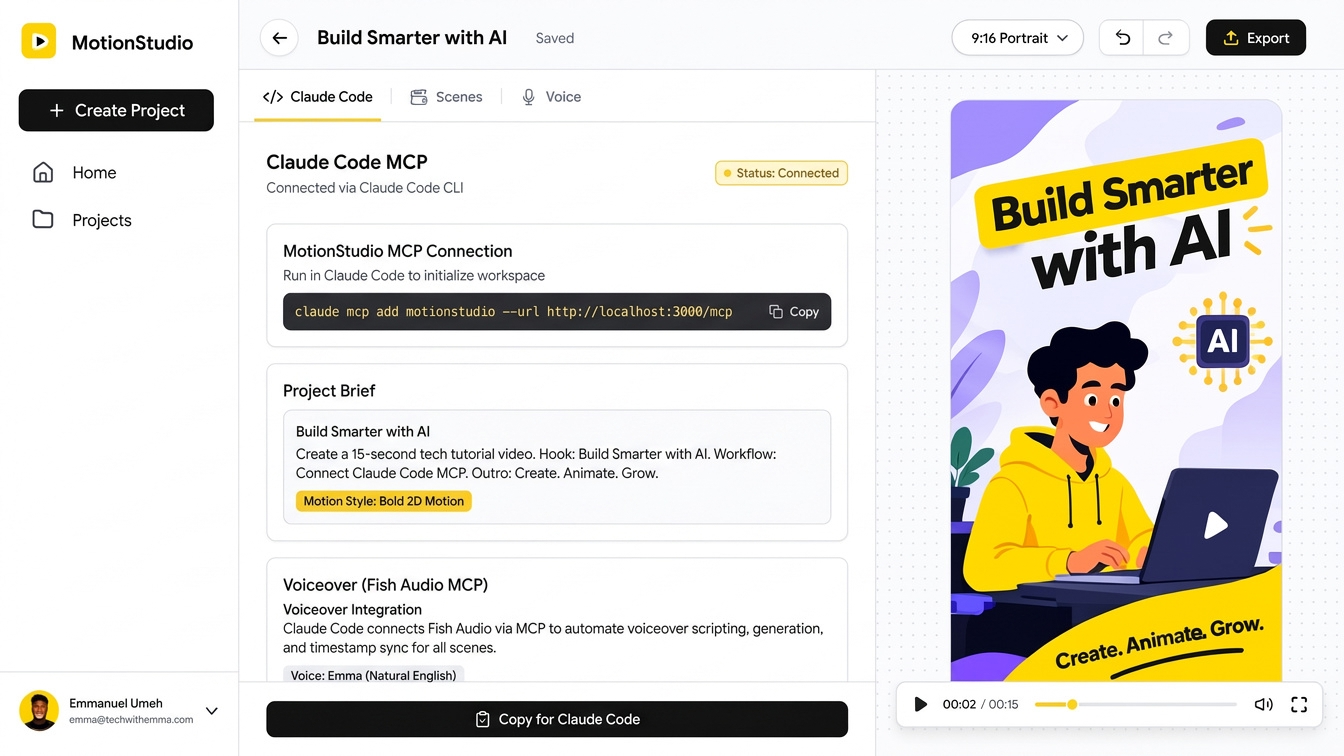 MotionStudio
Create Project
Home
Projects
Emmanuel Umeh
emma@techwithemma.com
Build Smarter with AI
Saved
9:16 Portrait
Export
</> Claude Code
Scenes
Voice
Claude Code MCP
Connected via Claude Code CLI
Status: Connected
MotionStudio MCP Connection
Run in Claude Code to initialize workspace
claude mcp add motionstudio --url http://localhost:3000/mcp
Copy
Project Brief
Build Smarter with AI
Create a 15-second tech tutorial video. Hook: Build Smarter with AI. Workflow:
Connect Claude Code MCP. Outro: Create. Animate. Grow.
Motion Style: Bold 2D Motion
Voiceover (Fish Audio MCP)
Voiceover Integration
Claude Code connects Fish Audio via MCP to automate voiceover scripting, generation,
and timestamp sync for all scenes.
Voice: Emma (Natural English)
Copy for Claude Code
Build Smarter
with AI
AI
Create. Animate. Grow.
00:02 / 00:15